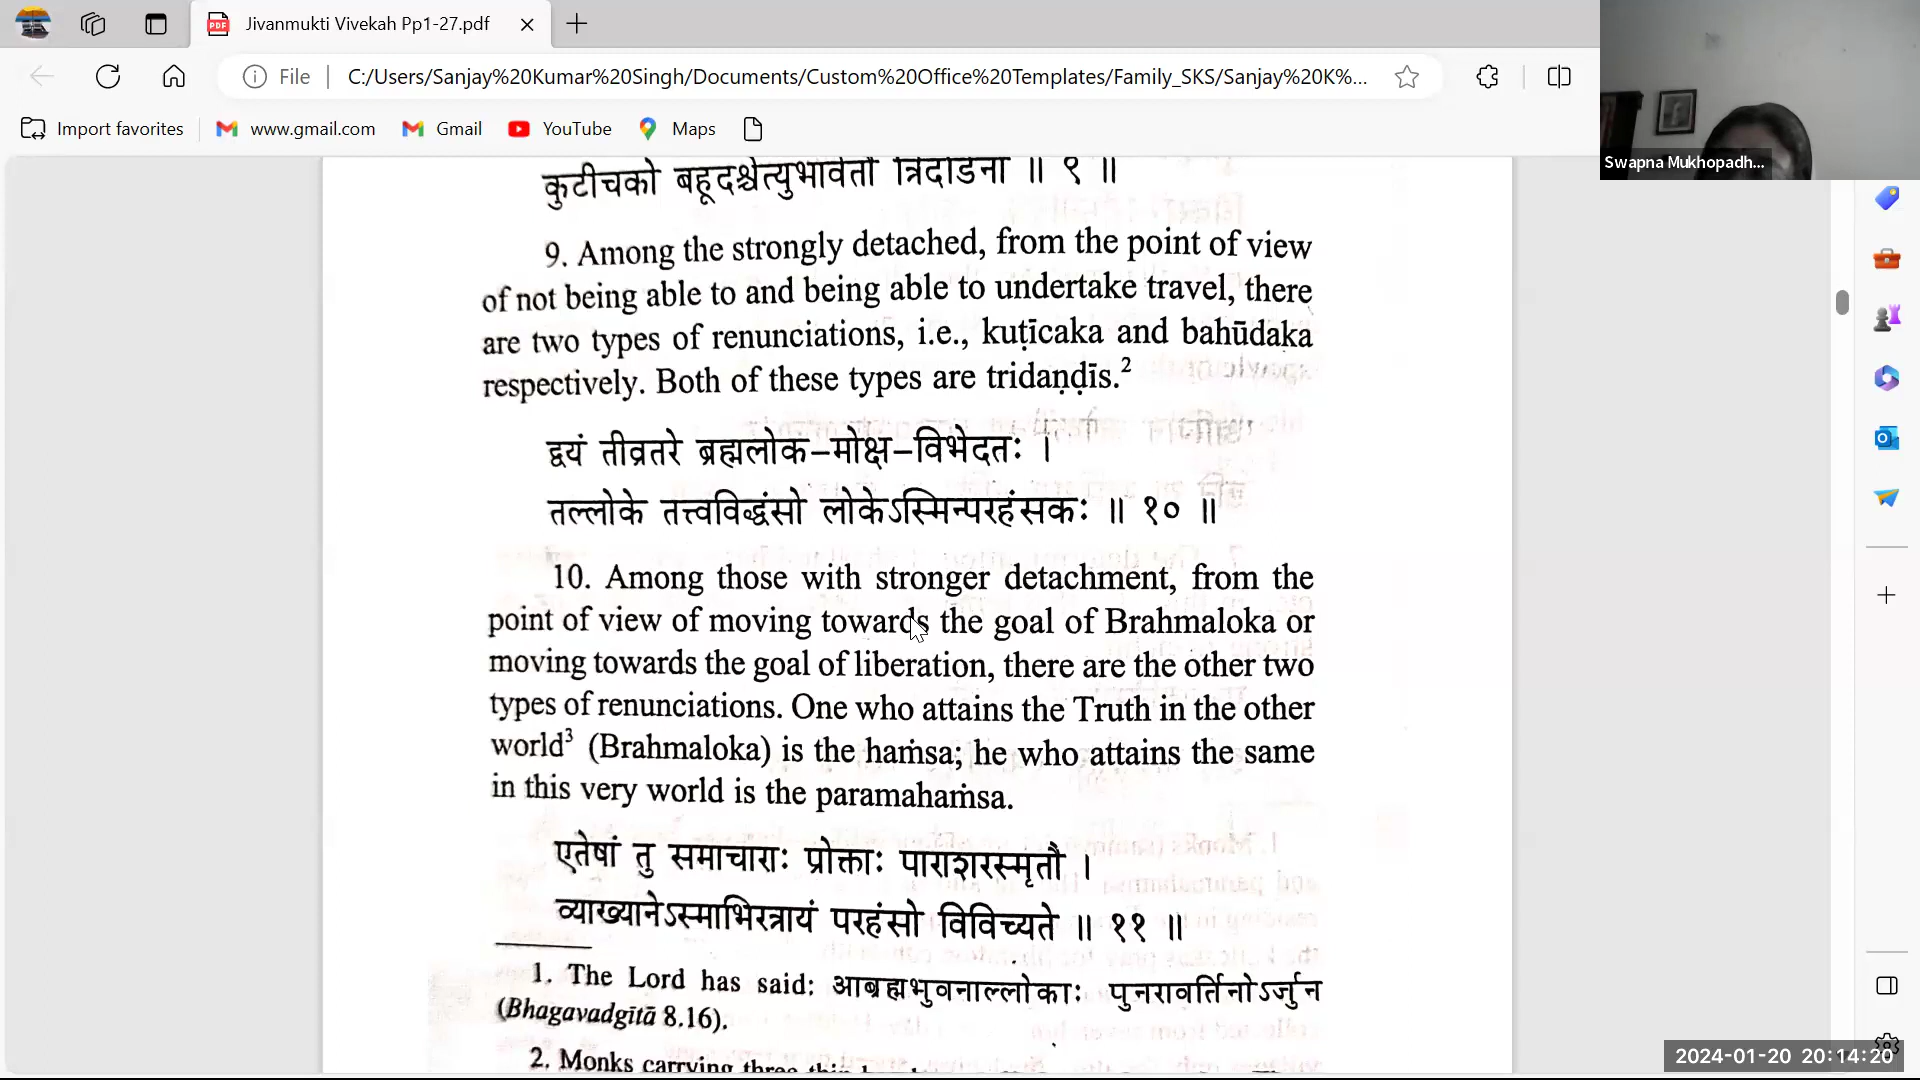 Jivanmukti Vivekah Pp1-27.pdf
File
C:/Users/Sanjay%20Kumar%20Singh/Documents/Custom%20Office%20Templates/Family_SKS/Sanjay%20K%...
Import favorites
www.gmail.com
Gmail
YouTube
Maps
Swapna Mukhopadh...
कुटीचको बहूदश्चेत्युभावेतौ त्रिदण्डिनौ ॥ ९ ॥
9. Among the strongly detached, from the point of view
of not being able to and being able to undertake travel, there
are two types of renunciations, i.e., kuṭīcaka and bahūdaka
respectively. Both of these types are tridaṇḍīs.2
द्वयं तीव्रतरे ब्रह्मलोक–मोक्ष–विभेदतः ।
तल्लोके तत्त्वविद्धंसो लोकेऽस्मिन्परहंसकः ॥ १० ॥
10. Among those with stronger detachment, from the
point of view of moving towards the goal of Brahmaloka or
moving towards the goal of liberation, there are the other two
types of renunciations. One who attains the Truth in the other
world3 (Brahmaloka) is the haṁsa; he who attains the same
in this very world is the paramahaṁsa.
एतेषां तु समाचाराः प्रोक्ताः पाराशरस्मृतौ ।
व्याख्यानेऽस्माभिरत्रायं परहंसो विविच्यते ॥ ११ ॥
1. The Lord has said: आब्रह्मभुवनाल्लोकाः पुनरावर्तिनोऽर्जुन
(Bhagavadgītā 8.16).
2. Monks carrying three thin
2024-01-20 20:14:20